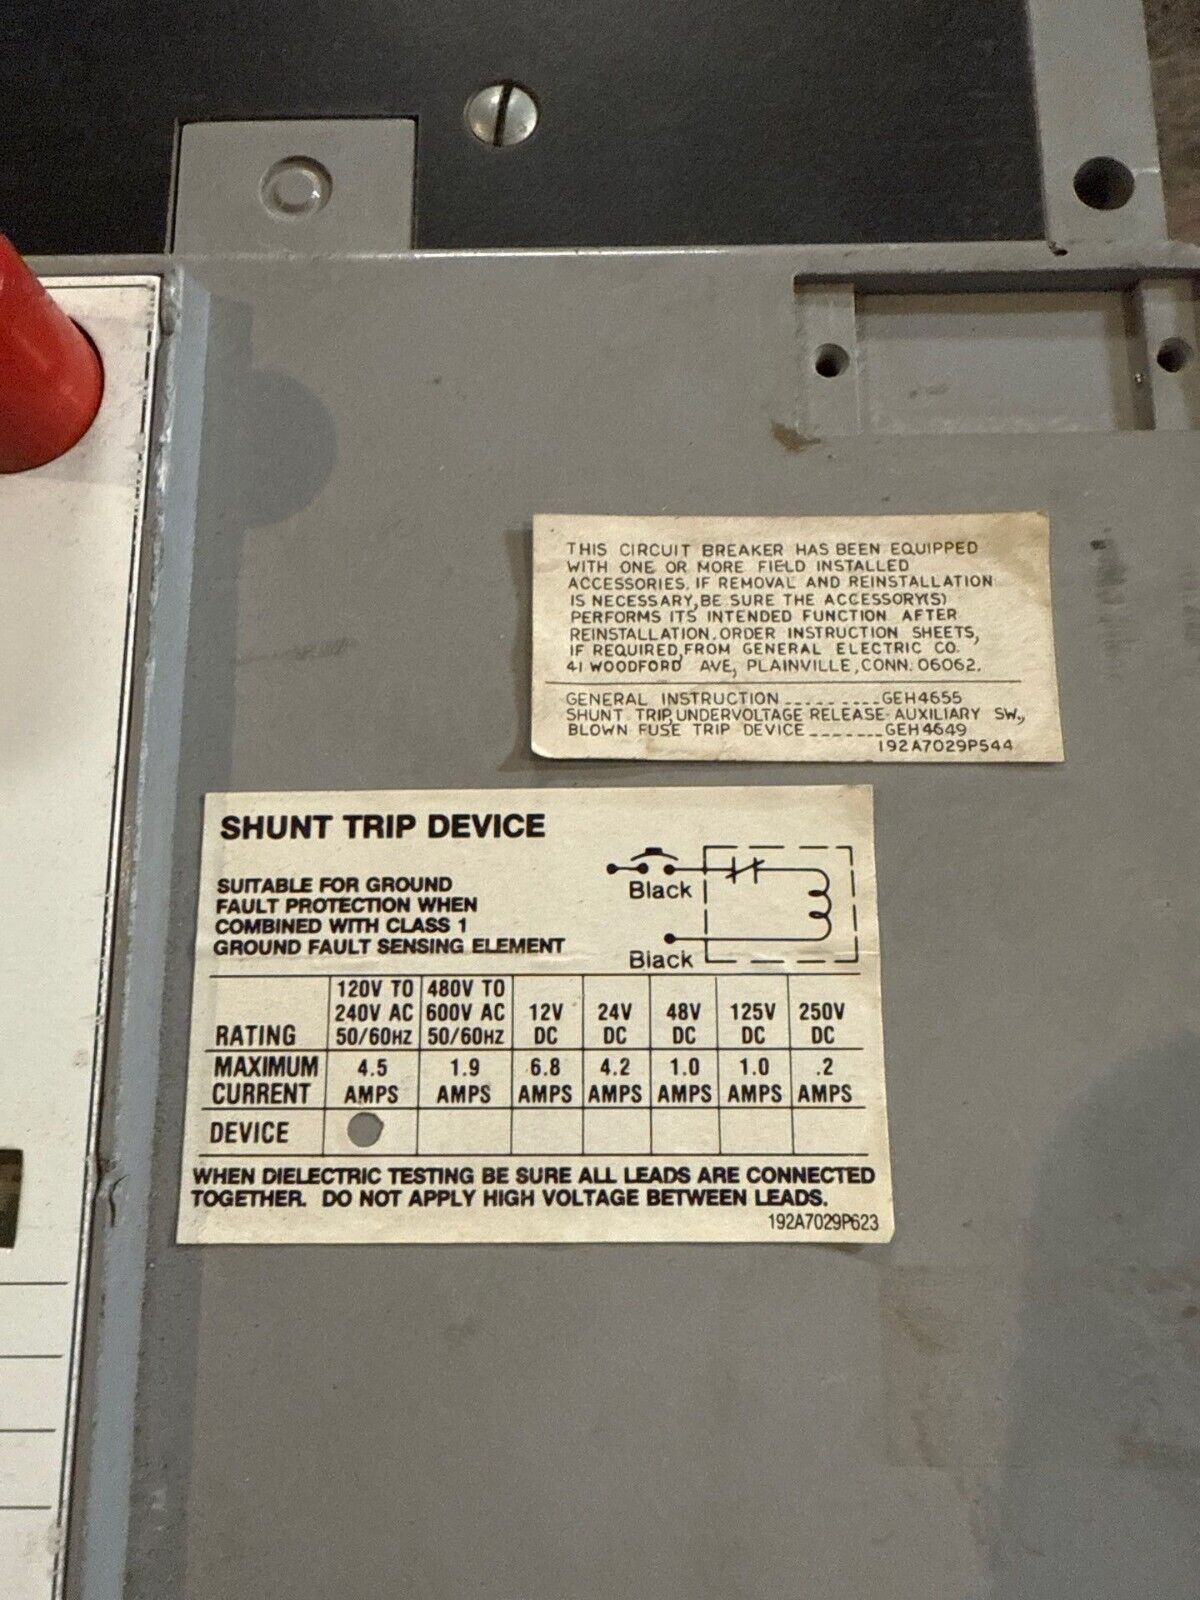 THIS CIRCUIT BREAKER HAS BEEN EQUIPPED
WITH ONE OR MORE FIELD INSTALLED
ACCESSORIES. IF REMOVAL AND REINSTALLATION
IS NECESSARY, BE SURE THE ACCESSORY(S)
PERFORMS ITS INTENDED FUNCTION AFTER
REINSTALLATION. ORDER INSTRUCTION SHEETS,
IF REQUIRED, FROM GENERAL ELECTRIC CO.
41 WOODFORD AVE, PLAINVILLE, CONN. 06062.
GENERAL INSTRUCTION _ _ _ _ _ _ _ _ _ GEH4655
SHUNT TRIP, UNDERVOLTAGE RELEASE- AUXILIARY SW.,
BLOWN FUSE TRIP DEVICE _ _ _ _ _ _ _ GEH4649
192A7029P544
SHUNT TRIP DEVICE
SUITABLE FOR GROUND
FAULT PROTECTION WHEN
COMBINED WITH CLASS 1
GROUND FAULT SENSING ELEMENT
Black
Black
120V TO 480V TO
240V AC 600V AC 12V 24V 48V 125V 250V
RATING 50/60HZ 50/60HZ DC DC DC DC DC
MAXIMUM 4.5 1.9 6.8 4.2 1.0 1.0 .2
CURRENT AMPS AMPS AMPS AMPS AMPS AMPS AMPS
DEVICE
WHEN DIELECTRIC TESTING BE SURE ALL LEADS ARE CONNECTED
TOGETHER. DO NOT APPLY HIGH VOLTAGE BETWEEN LEADS.
192A7029P623